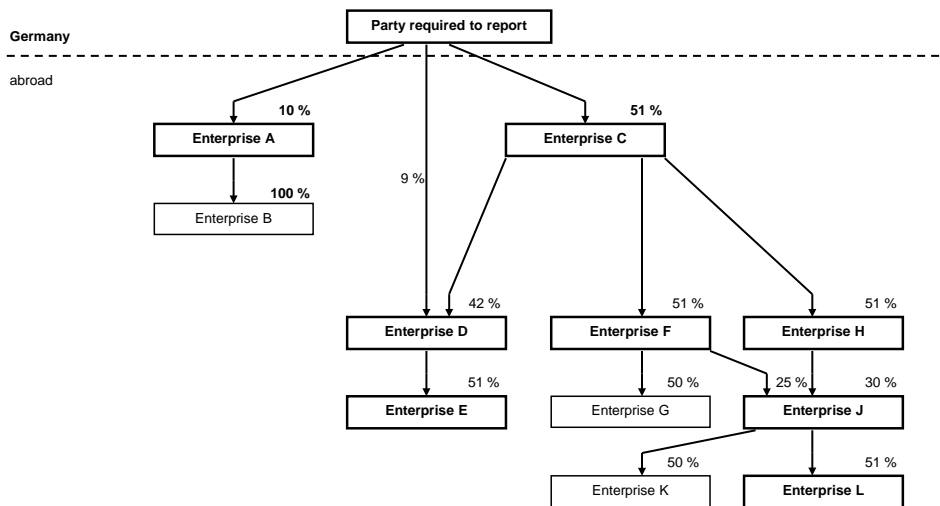 Party required to report
Germany
abroad
10 %
51 %
Enterprise A
Enterprise C
9 %
100 %
Enterprise B
42 %
51 %
51 %
Enterprise D
Enterprise F
Enterprise H
51 %
50 %
25 %
30 %
Enterprise E
Enterprise G
Enterprise J
50 %
51 %
Enterprise K
Enterprise L